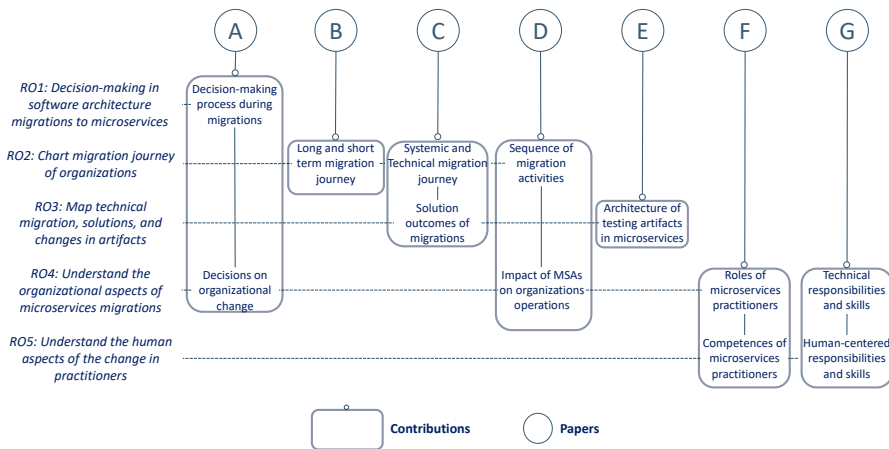 A B C D E F G
RO1: Decision-making in
software architecture
migrations to microservices
Decision-making
process during
migrations
RO2: Chart migration journey
of organizations
Long and short
term migration
journey
Systemic and
Technical migration
journey
Sequence of
migration
activities
RO3: Map technical
migration, solutions, and
changes in artifacts
Solution
outcomes of
migrations
Architecture of
testing artifacts
in microservices
RO4: Understand the
organizational aspects of
microservices migrations
Decisions on
organizational
change
Impact of MSAs
on organizations
operations
Roles of
microservices
practitioners
Technical
responsibilities
and skills
RO5: Understand the human
aspects of the change in
practitioners
Competences of
microservices
practitioners
Human-centered
responsibilities
and skills
Contributions
Papers